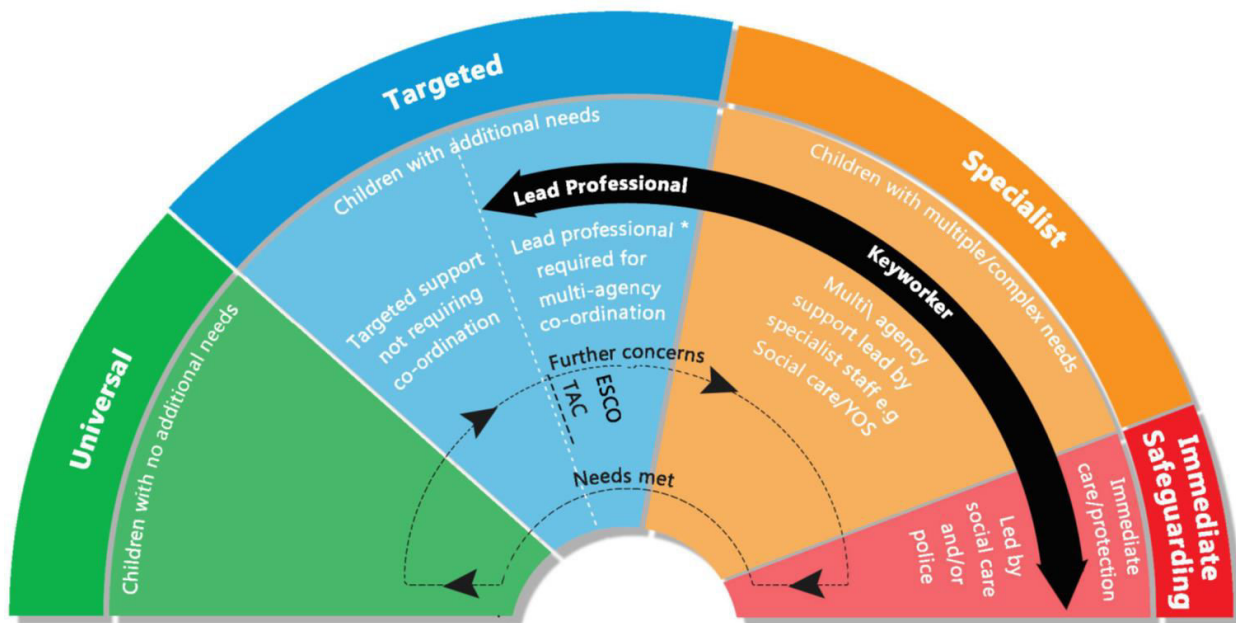 Universal
Children with no additional needs
Targeted
Children with additional needs
Targeted support
not requiring
co-ordination
Lead professional *
required for
multi-agency
co-ordination
Lead Professional
Keyworker
Further concerns
ESCO
TAC
Needs met
Specialist
Children with multiple/complex needs
Multi\ agency
support lead by
specialist staff e.g
Social care/YOS
Immediate
Safeguarding
Immediate
care/protection
Led by
social care
and/or
police